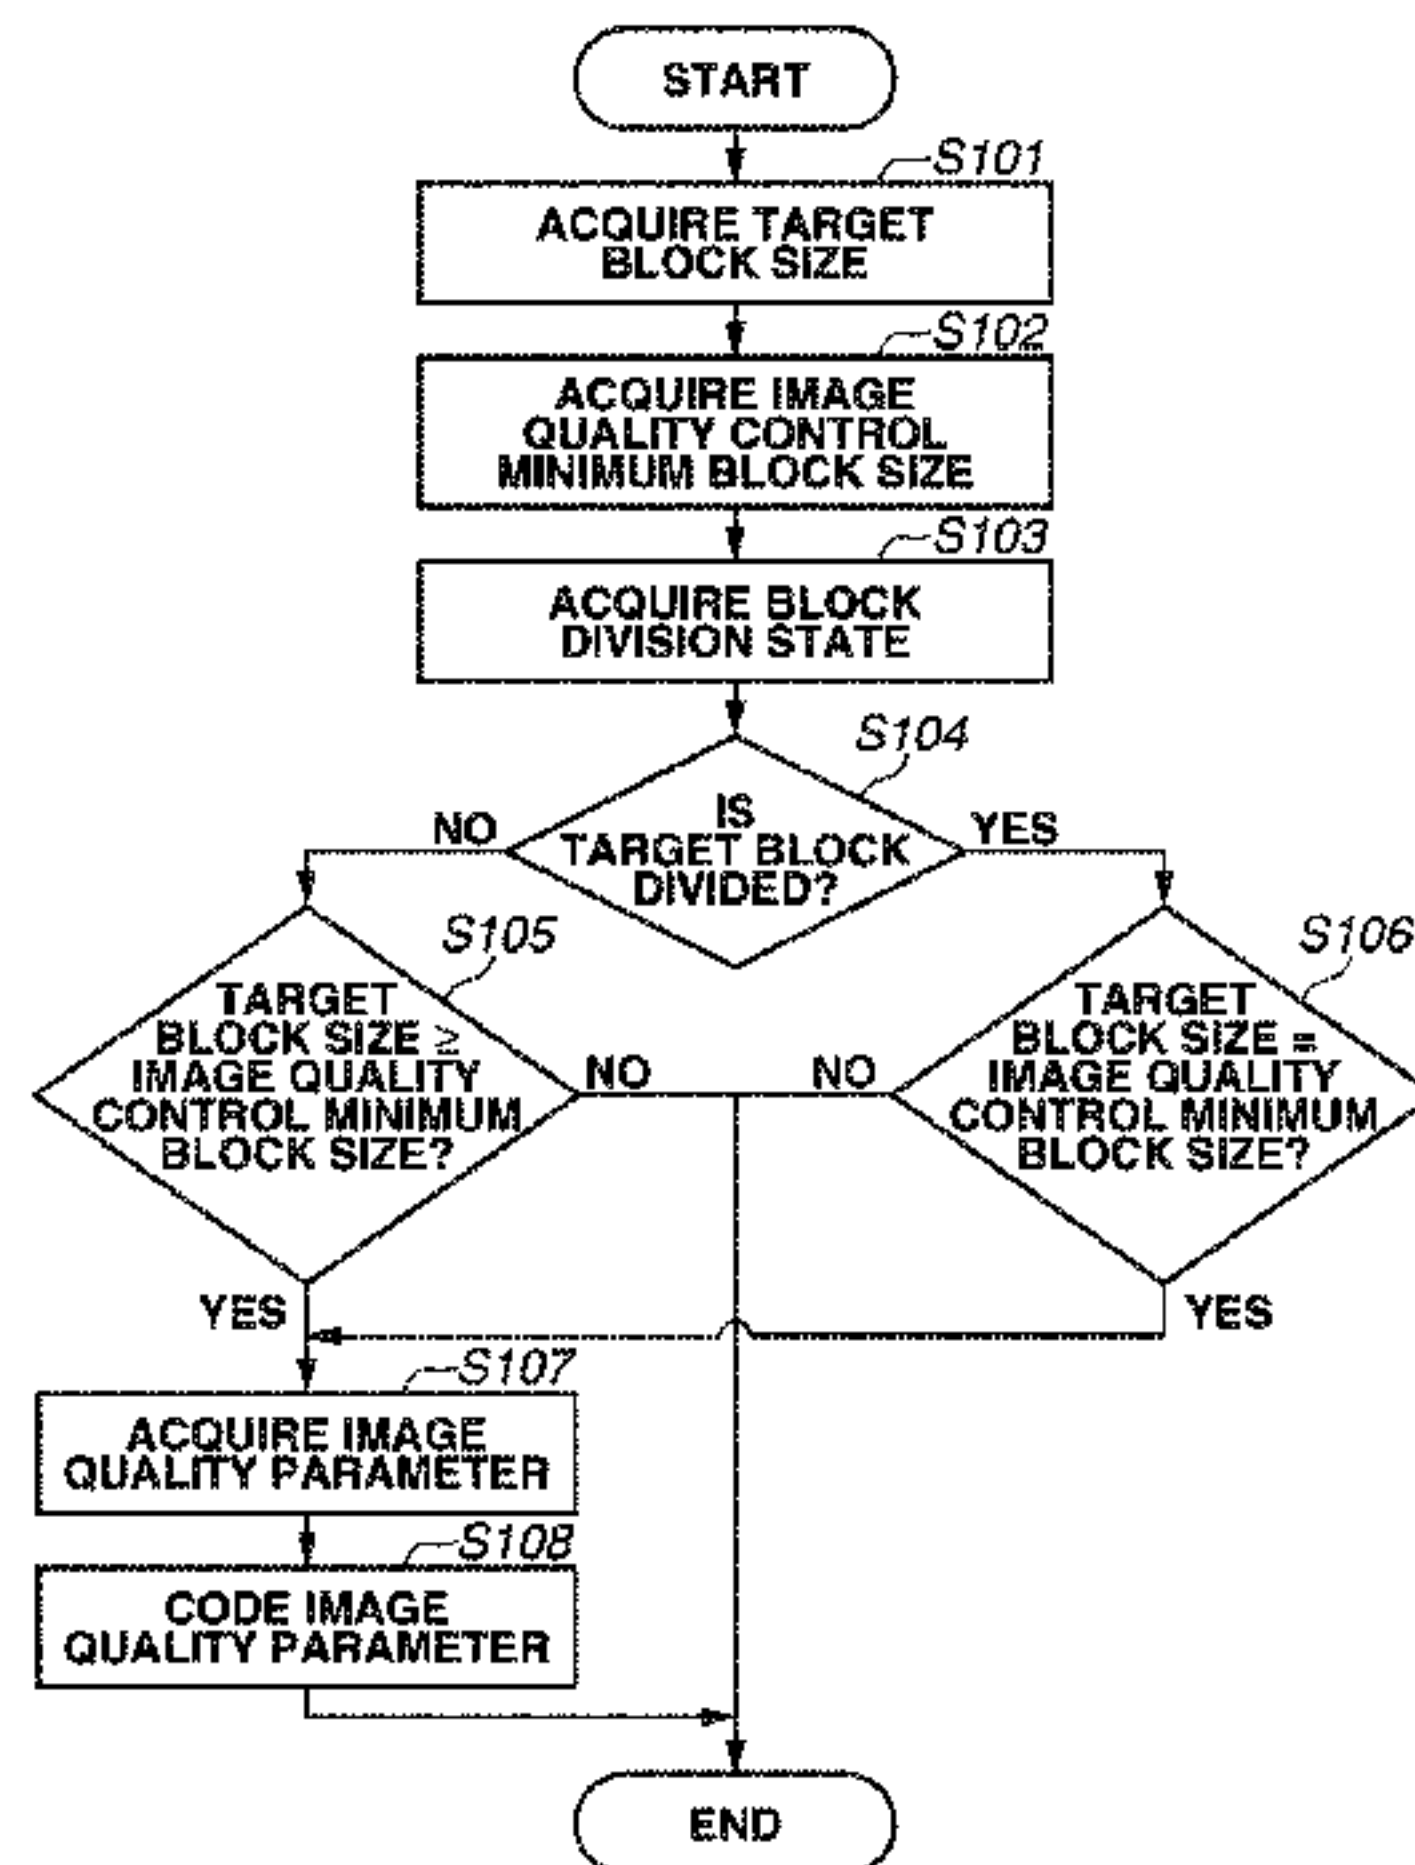 START
S101
ACQUIRE TARGET
BLOCK SIZE
S102
ACQUIRE IMAGE
QUALITY CONTROL
MINIMUM BLOCK SIZE
S103
ACQUIRE BLOCK
DIVISION STATE
S104
IS
TARGET BLOCK
DIVIDED?
NO
YES
S105
TARGET
BLOCK SIZE ≥
IMAGE QUALITY
CONTROL MINIMUM
BLOCK SIZE?
NO
YES
S106
TARGET
BLOCK SIZE =
IMAGE QUALITY
CONTROL MINIMUM
BLOCK SIZE?
NO
YES
S107
ACQUIRE IMAGE
QUALITY PARAMETER
S108
CODE IMAGE
QUALITY PARAMETER
END